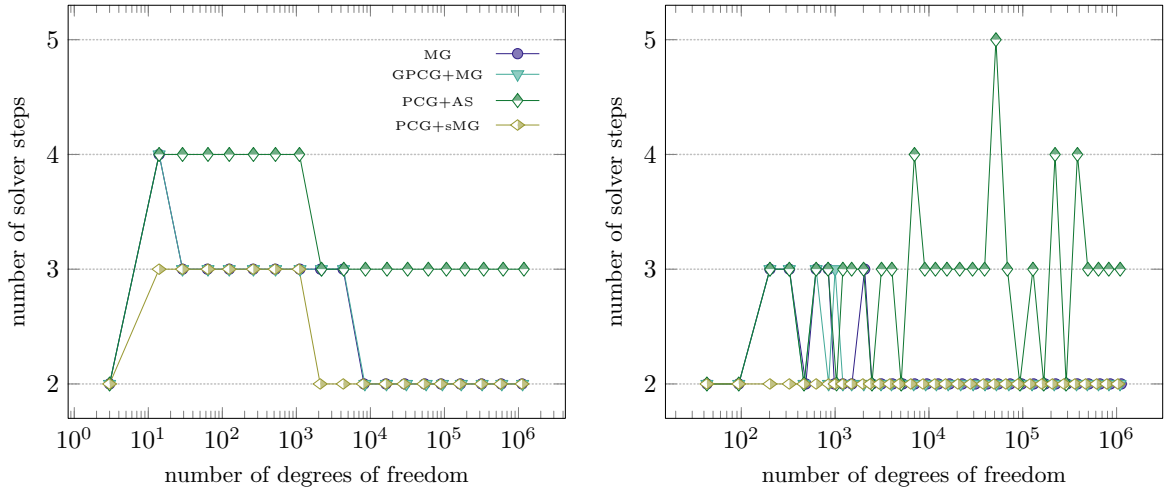 5
4
3
2
number of solver steps
MG
GPCG+MG
PCG+AS
PCG+sMG
10^0 10^1 10^2 10^3 10^4 10^5 10^6
number of degrees of freedom
5
4
3
2
number of solver steps
10^2 10^3 10^4 10^5 10^6
number of degrees of freedom